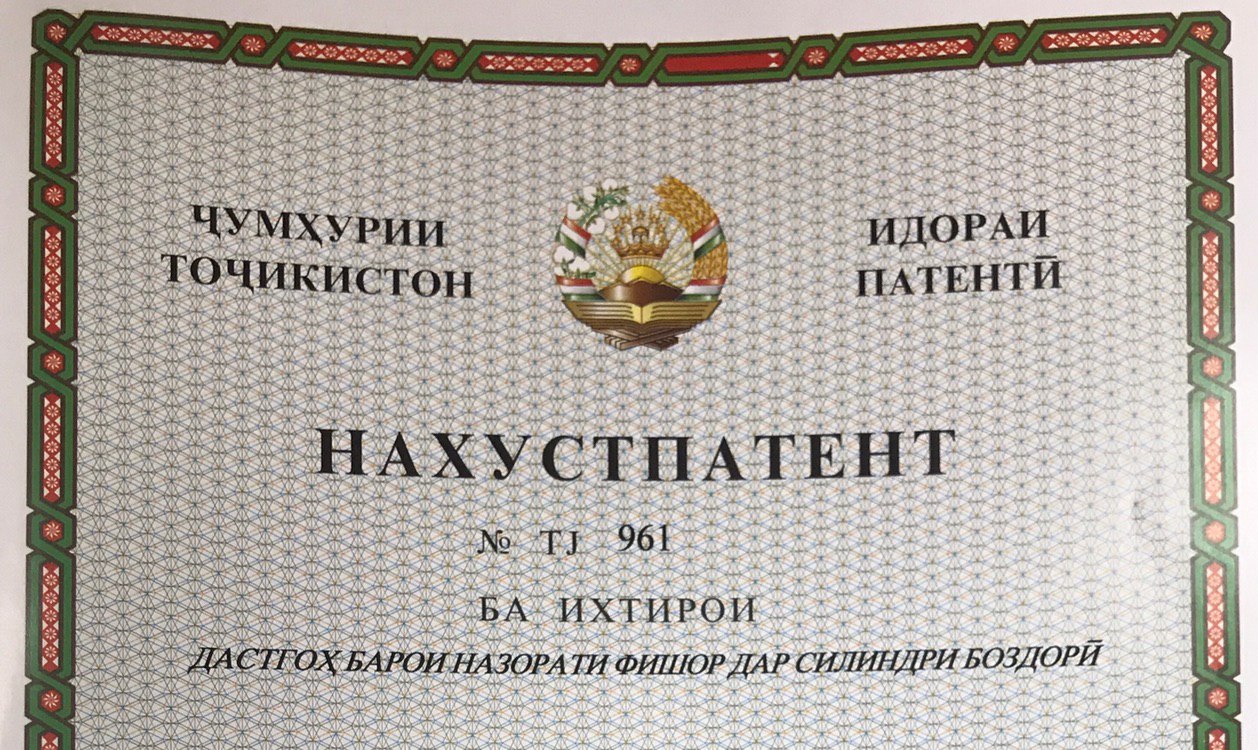 ҶУМҲУРИИ
ТОҶИКИСТОН
ИДОРАИ
ПАТЕНТӢ
НАХУСТПАТЕНТ
№ TJ 961
БА ИХТИРОИ
ДАСТГОҲ БАРОИ НАЗОРАТИ ФИШОР ДАР СИЛИНДРИ БОЗДОРӢ